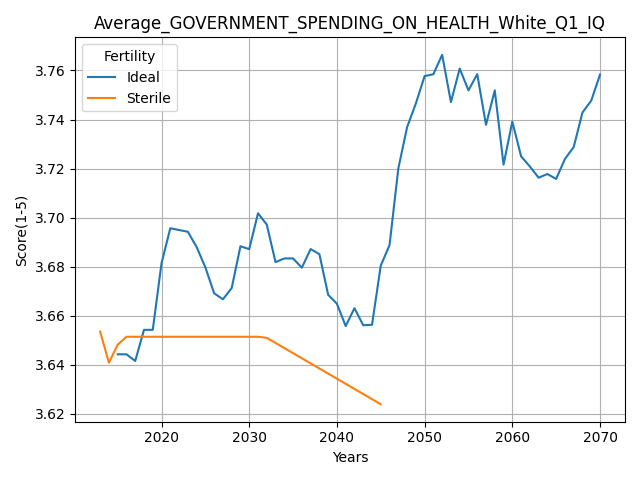 Average_GOVERNMENT_SPENDING_ON_HEALTH_White_Q1_IQ
Fertility
Ideal
Sterile
Score(1-5)
3.76
3.74
3.72
3.70
3.68
3.66
3.64
3.62
2020 2030 2040 2050 2060 2070
Years